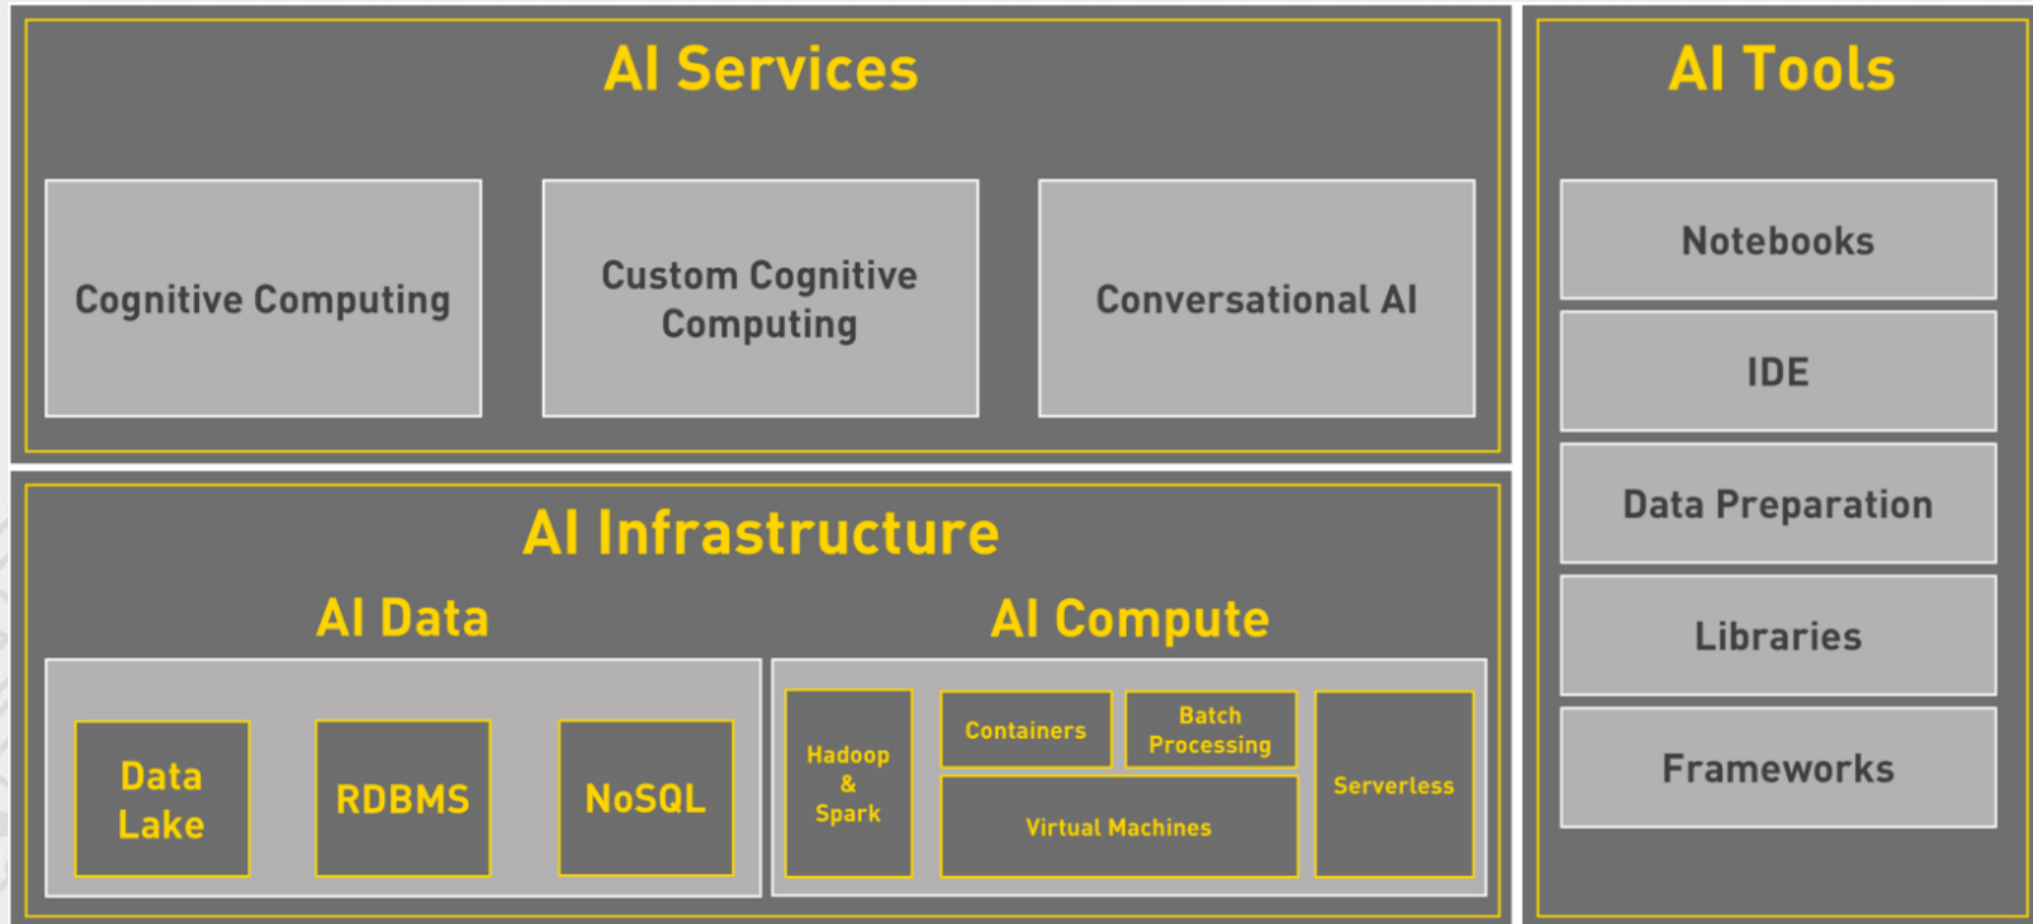 AI Services
Cognitive Computing
Custom Cognitive
Computing
Conversational AI
AI Infrastructure
AI Data
Data
Lake
RDBMS
NoSQL
AI Compute
Hadoop
&
Spark
Containers
Batch
Processing
Virtual Machines
Serverless
AI Tools
Notebooks
IDE
Data Preparation
Libraries
Frameworks